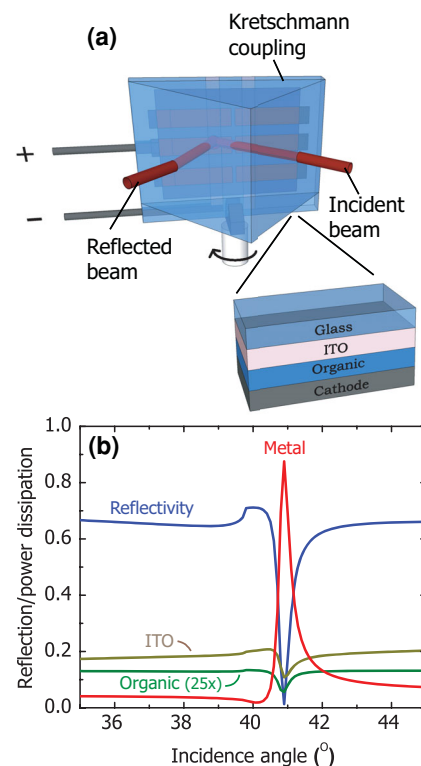 (a)
Kretschmann
coupling
+
−
Reflected
beam
Incident
beam
Glass
ITO
Organic
Cathode
(b)
Metal
Reflectivity
ITO
Organic (25x)
Reflection/power dissipation
1.0
0.8
0.6
0.4
0.2
0.0
36 38 40 42 44
Incidence angle (°)